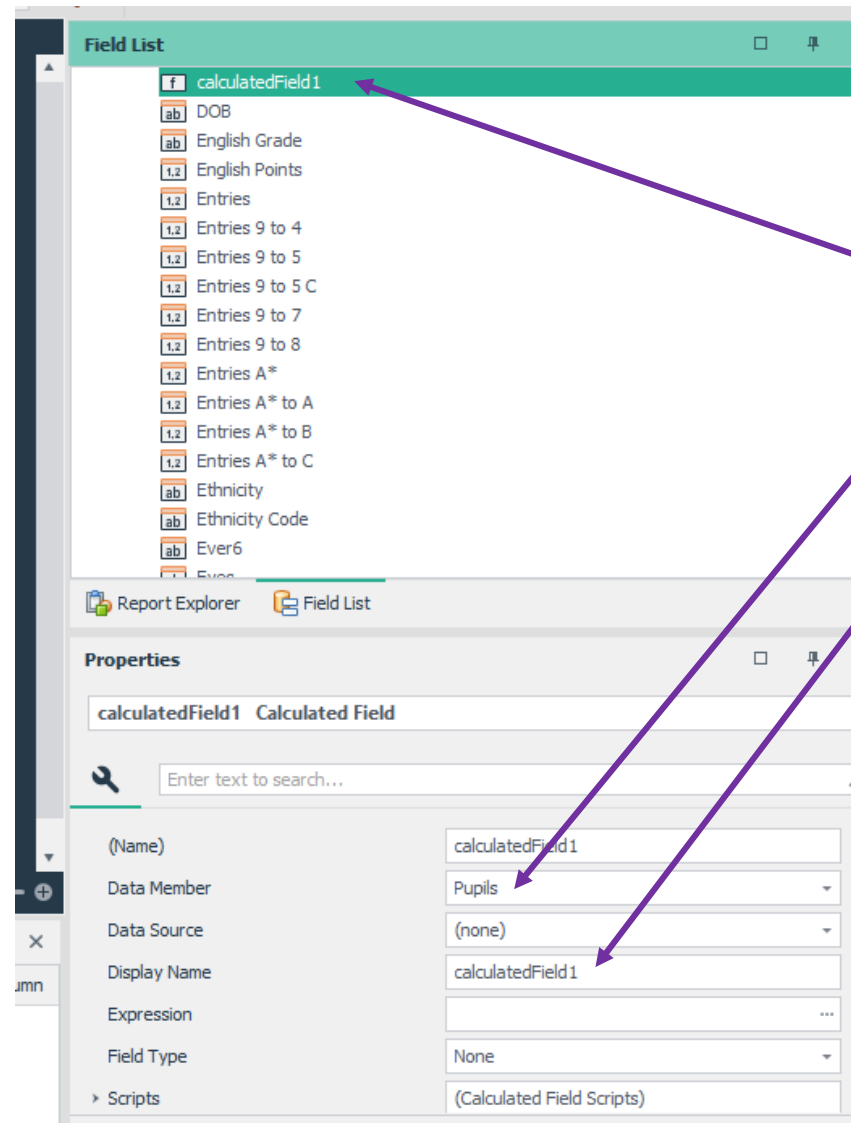 Field List
calculatedField1
DOB
English Grade
English Points
Entries
Entries 9 to 4
Entries 9 to 5
Entries 9 to 5 C
Entries 9 to 7
Entries 9 to 8
Entries A*
Entries A* to A
Entries A* to B
Entries A* to C
Ethnicity
Ethnicity Code
Ever6
Report Explorer Field List
Properties
calculatedField1 Calculated Field
Enter text to search...
(Name) calculatedField1
Data Member Pupils
Data Source (none)
Display Name calculatedField1
Expression ...
Field Type None
Scripts (Calculated Field Scripts)